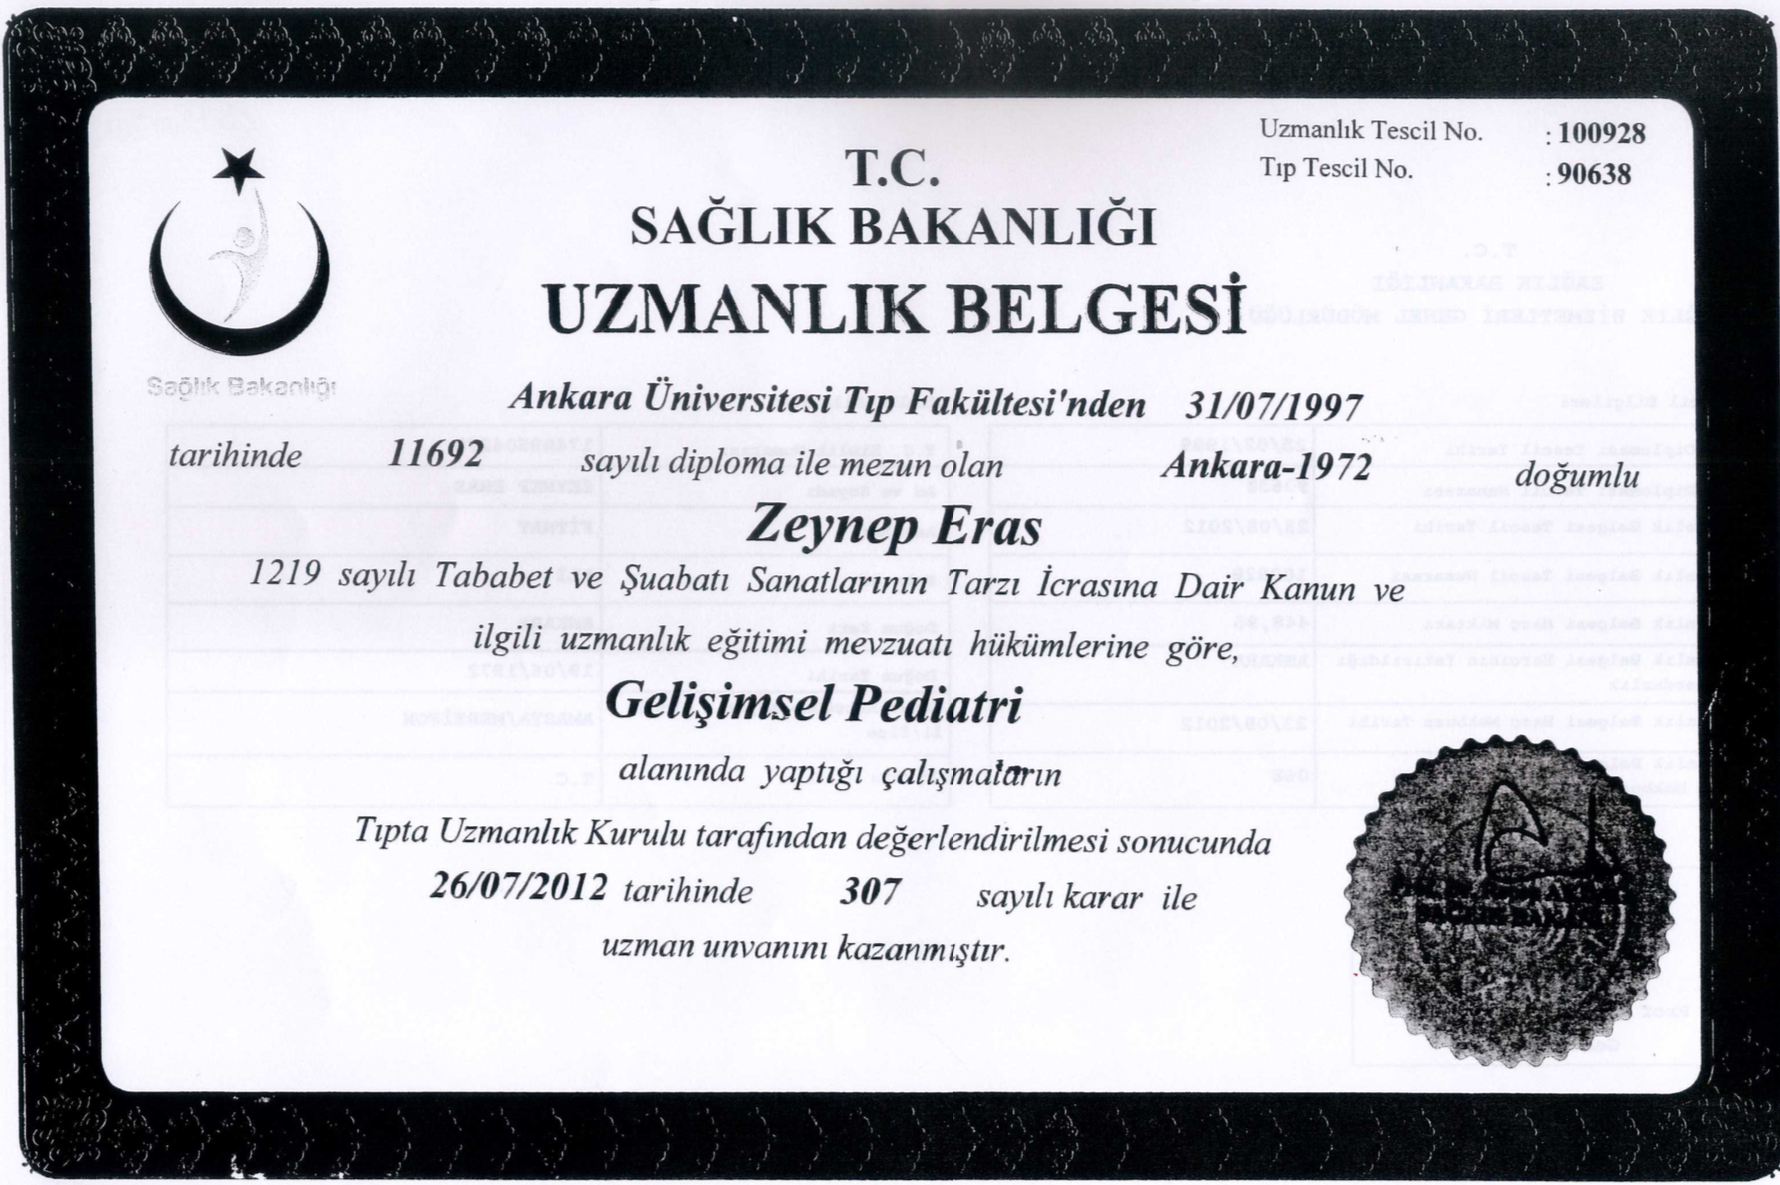 Uzmanlık Tescil No. : 100928
Tıp Tescil No. : 90638
T.C.
SAĞLIK BAKANLIĞI
UZMANLIK BELGESİ
Sağlık Bakanlığı
Ankara Üniversitesi Tıp Fakültesi'nden 31/07/1997
tarihinde 11692 sayılı diploma ile mezun olan Ankara-1972 doğumlu
Zeynep Eras
1219 sayılı Tababet ve Şuabatı Sanatlarının Tarzı İcrasına Dair Kanun ve
ilgili uzmanlık eğitimi mevzuatı hükümlerine göre,
Gelişimsel Pediatri
alanında yaptığı çalışmaların
Tıpta Uzmanlık Kurulu tarafından değerlendirilmesi sonucunda
26/07/2012 tarihinde 307 sayılı karar ile
uzman unvanını kazanmıştır.